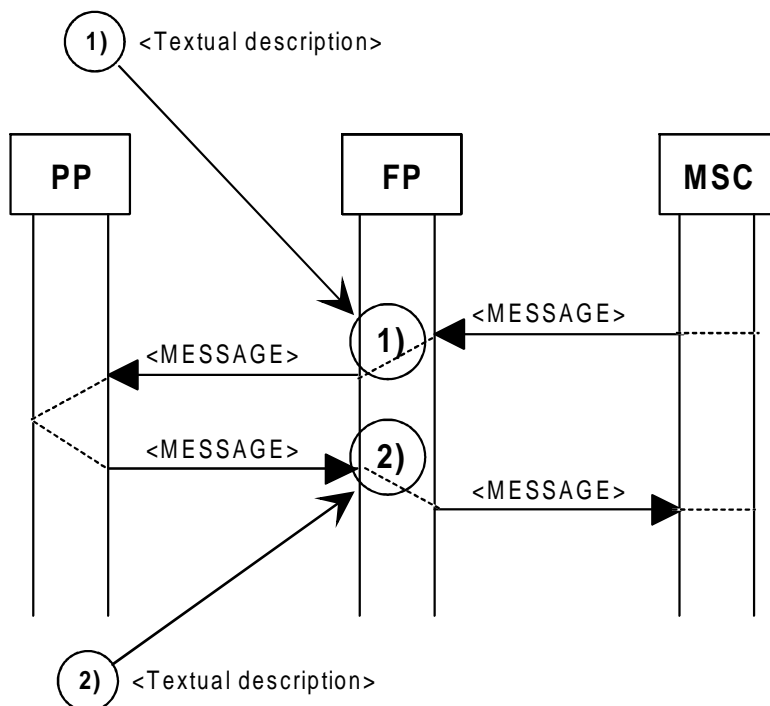 1) <Textual description>
PP FP MSC
<MESSAGE>
1)
<MESSAGE>
<MESSAGE>
2)
<MESSAGE>
2) <Textual description>